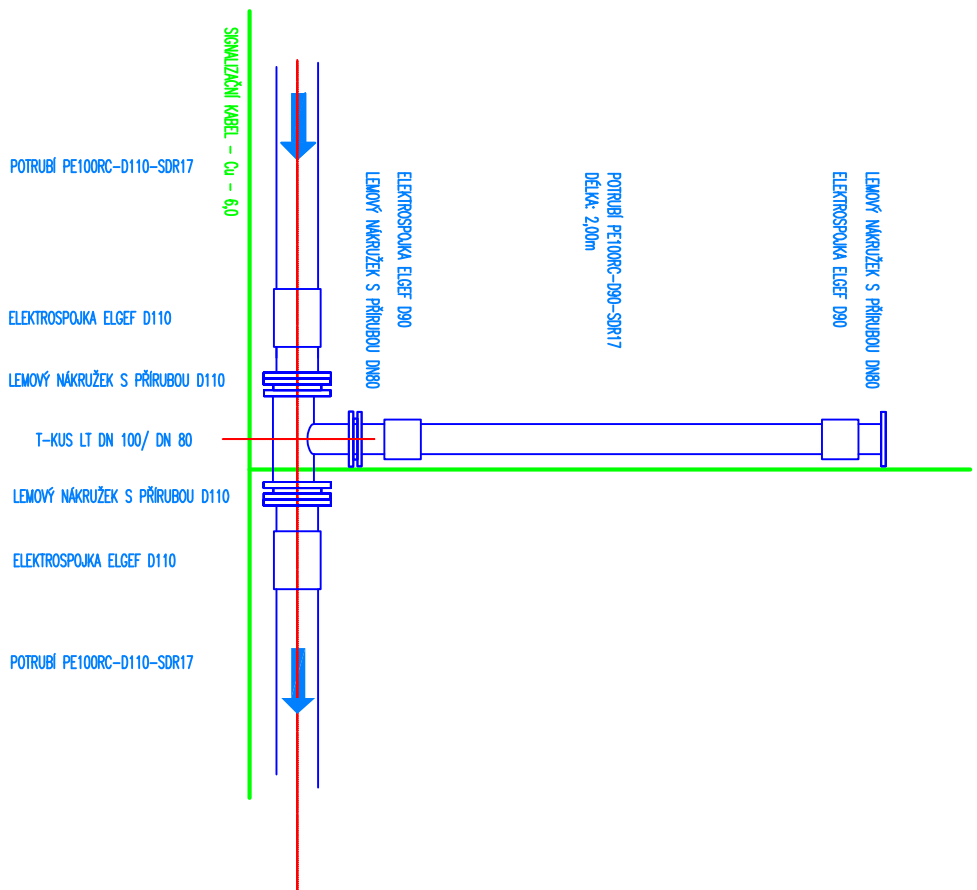 SIGNALIZAČNÍ KABEL - Cu - 6,0
POTRUBÍ PE100RC-D110-SDR17
ELEKTROSPOJKA ELGEF D110
LEMOVÝ NÁKRUŽEK S PŘÍRUBOU D110
T-KUS LT DN 100/ DN 80
LEMOVÝ NÁKRUŽEK S PŘÍRUBOU D110
ELEKTROSPOJKA ELGEF D110
POTRUBÍ PE100RC-D110-SDR17
ELEKTROSPOJKA ELGEF D90
LEMOVÝ NÁKRUŽEK S PŘÍRUBOU DN80
POTRUBÍ PE100RC-D90-SDR17
DÉLKA: 2,00m
LEMOVÝ NÁKRUŽEK S PŘÍRUBOU DN80
ELEKTROSPOJKA ELGEF D90